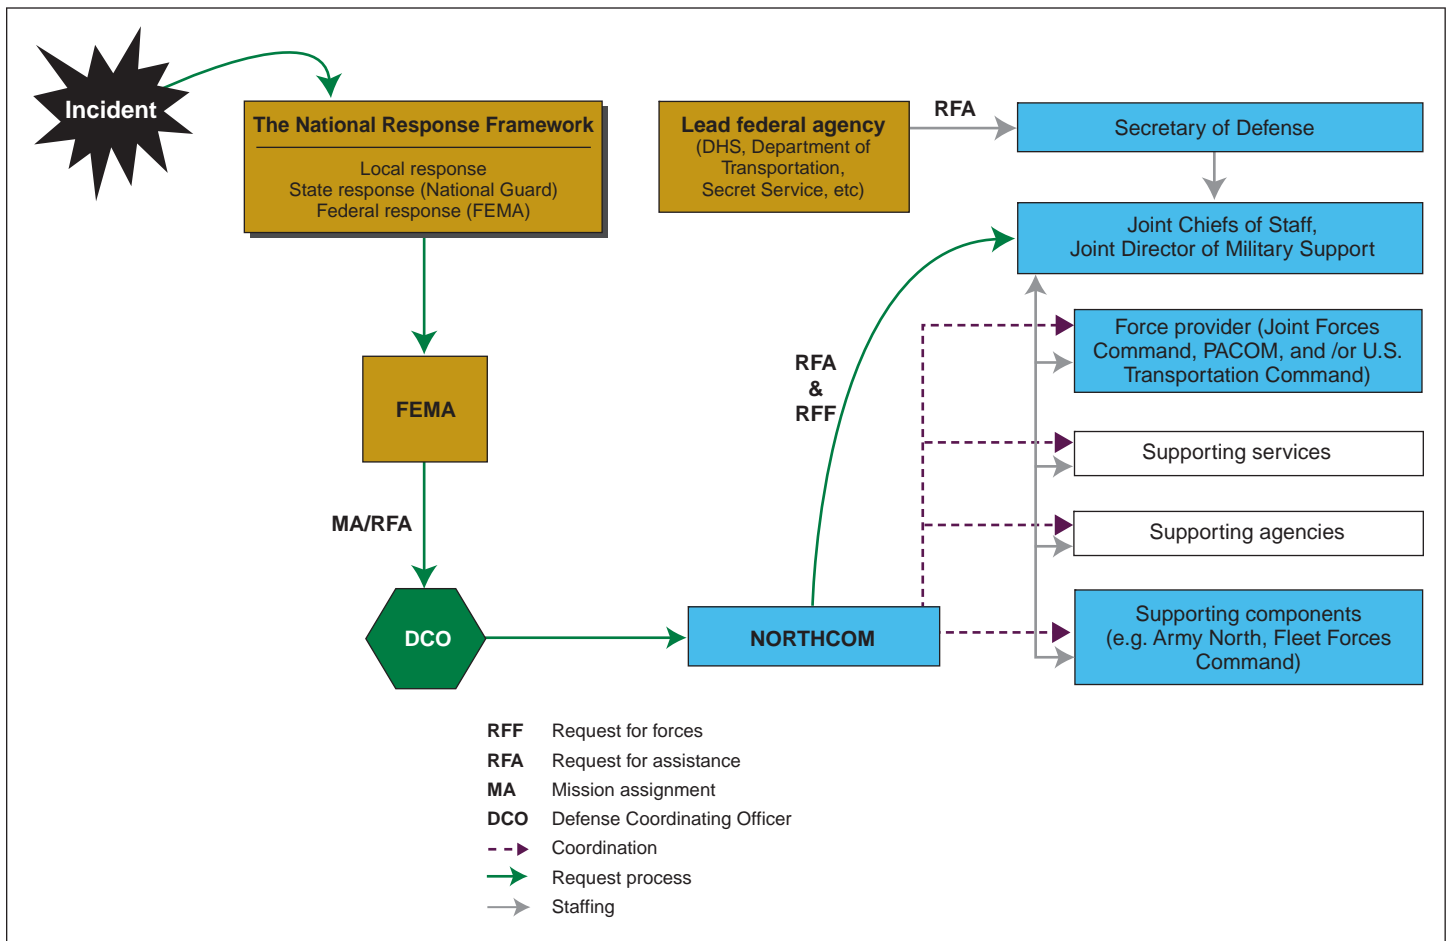 Incident
The National Response Framework
Local response
State response (National Guard)
Federal response (FEMA)
Lead federal agency
(DHS, Department of
Transportation,
Secret Service, etc)
RFA
Secretary of Defense
Joint Chiefs of Staff,
Joint Director of Military Support
Force provider (Joint Forces
Command, PACOM, and /or U.S.
Transportation Command)
RFA
&
RFF
FEMA
Supporting services
MA/RFA
Supporting agencies
DCO
NORTHCOM
Supporting components
(e.g. Army North, Fleet Forces
Command)
RFF Request for forces
RFA Request for assistance
MA Mission assignment
DCO Defense Coordinating Officer
Coordination
Request process
Staffing